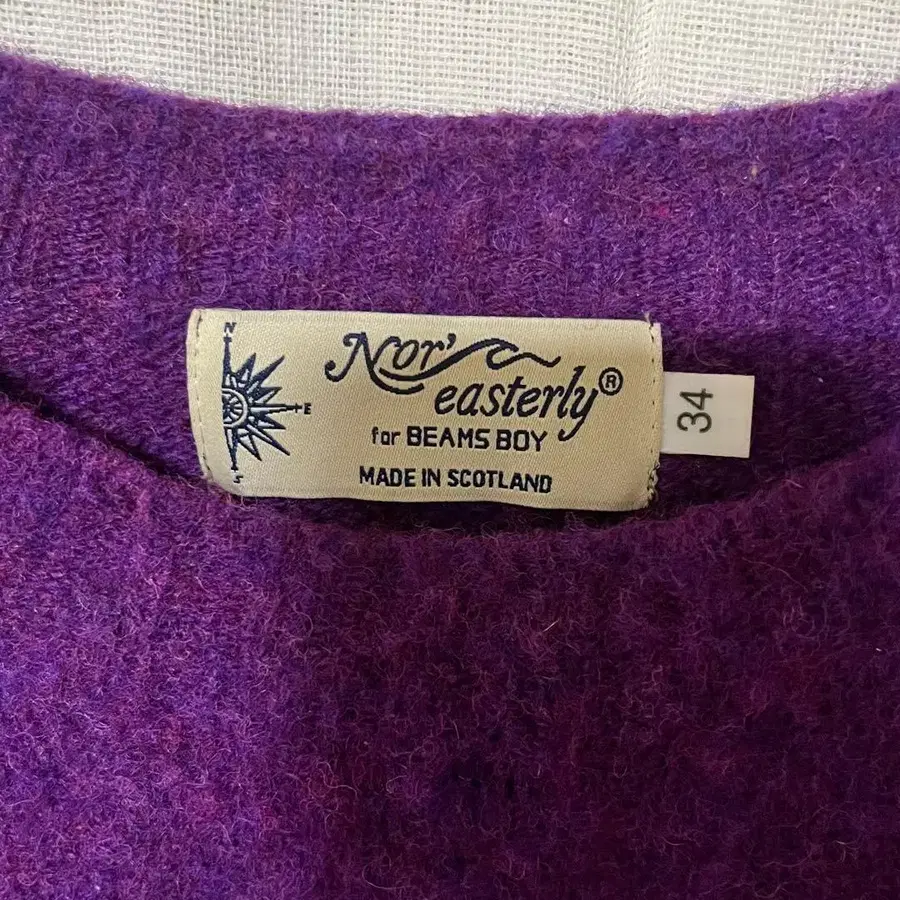 N
E
S
Nor'
easterly®
for BEAMS BOY
MADE IN SCOTLAND
34